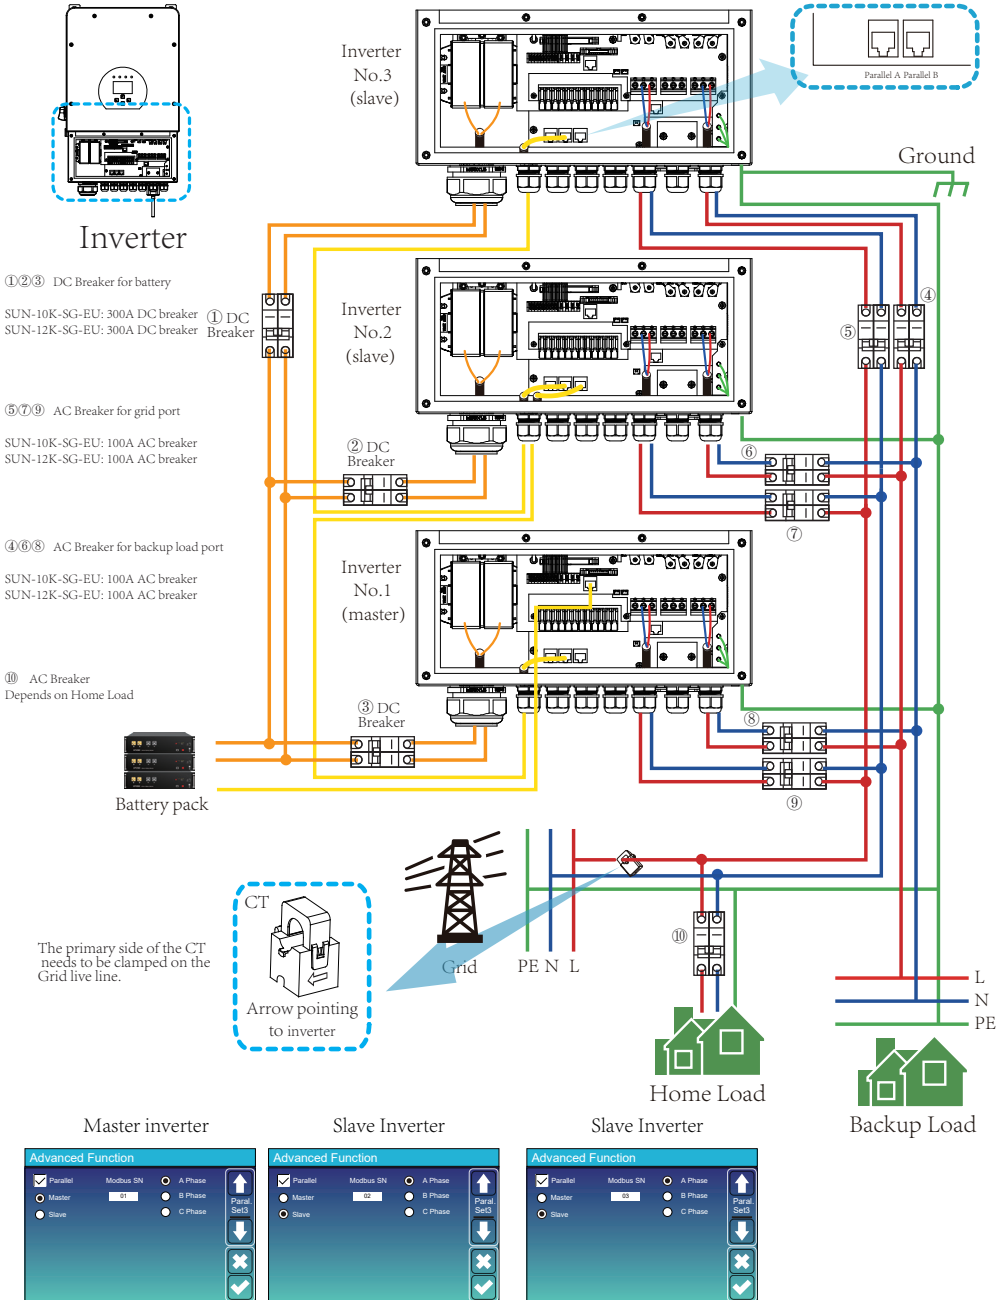 Inverter
No.3
(slave)
Parallel A Parallel B
Ground
Inverter
①②③ DC Breaker for battery
SUN-10K-SG-EU: 300A DC breaker
SUN-12K-SG-EU: 300A DC breaker
① DC
Breaker
Inverter
No.2
(slave)
④
⑤
⑤⑦⑨ AC Breaker for grid port
SUN-10K-SG-EU: 100A AC breaker
SUN-12K-SG-EU: 100A AC breaker
② DC
Breaker
⑥
⑦
④⑥⑧ AC Breaker for backup load port
SUN-10K-SG-EU: 100A AC breaker
SUN-12K-SG-EU: 100A AC breaker
Inverter
No.1
(master)
⑩ AC Breaker
Depends on Home Load
③ DC
Breaker
⑧
⑨
Battery pack
CT
The primary side of the CT
needs to be clamped on the
Grid live line.
Arrow pointing
to inverter
Grid
PE N L
⑩
L
N
PE
Home Load
Backup Load
Master inverter
Advanced Function
Parallel
Modbus SN
A Phase
Master
01
B Phase
Slave
C Phase
Paral.
Set3
Slave Inverter
Advanced Function
Parallel
Modbus SN
A Phase
Master
02
B Phase
Slave
C Phase
Paral.
Set3
Slave Inverter
Advanced Function
Parallel
Modbus SN
A Phase
Master
03
B Phase
Slave
C Phase
Paral.
Set3